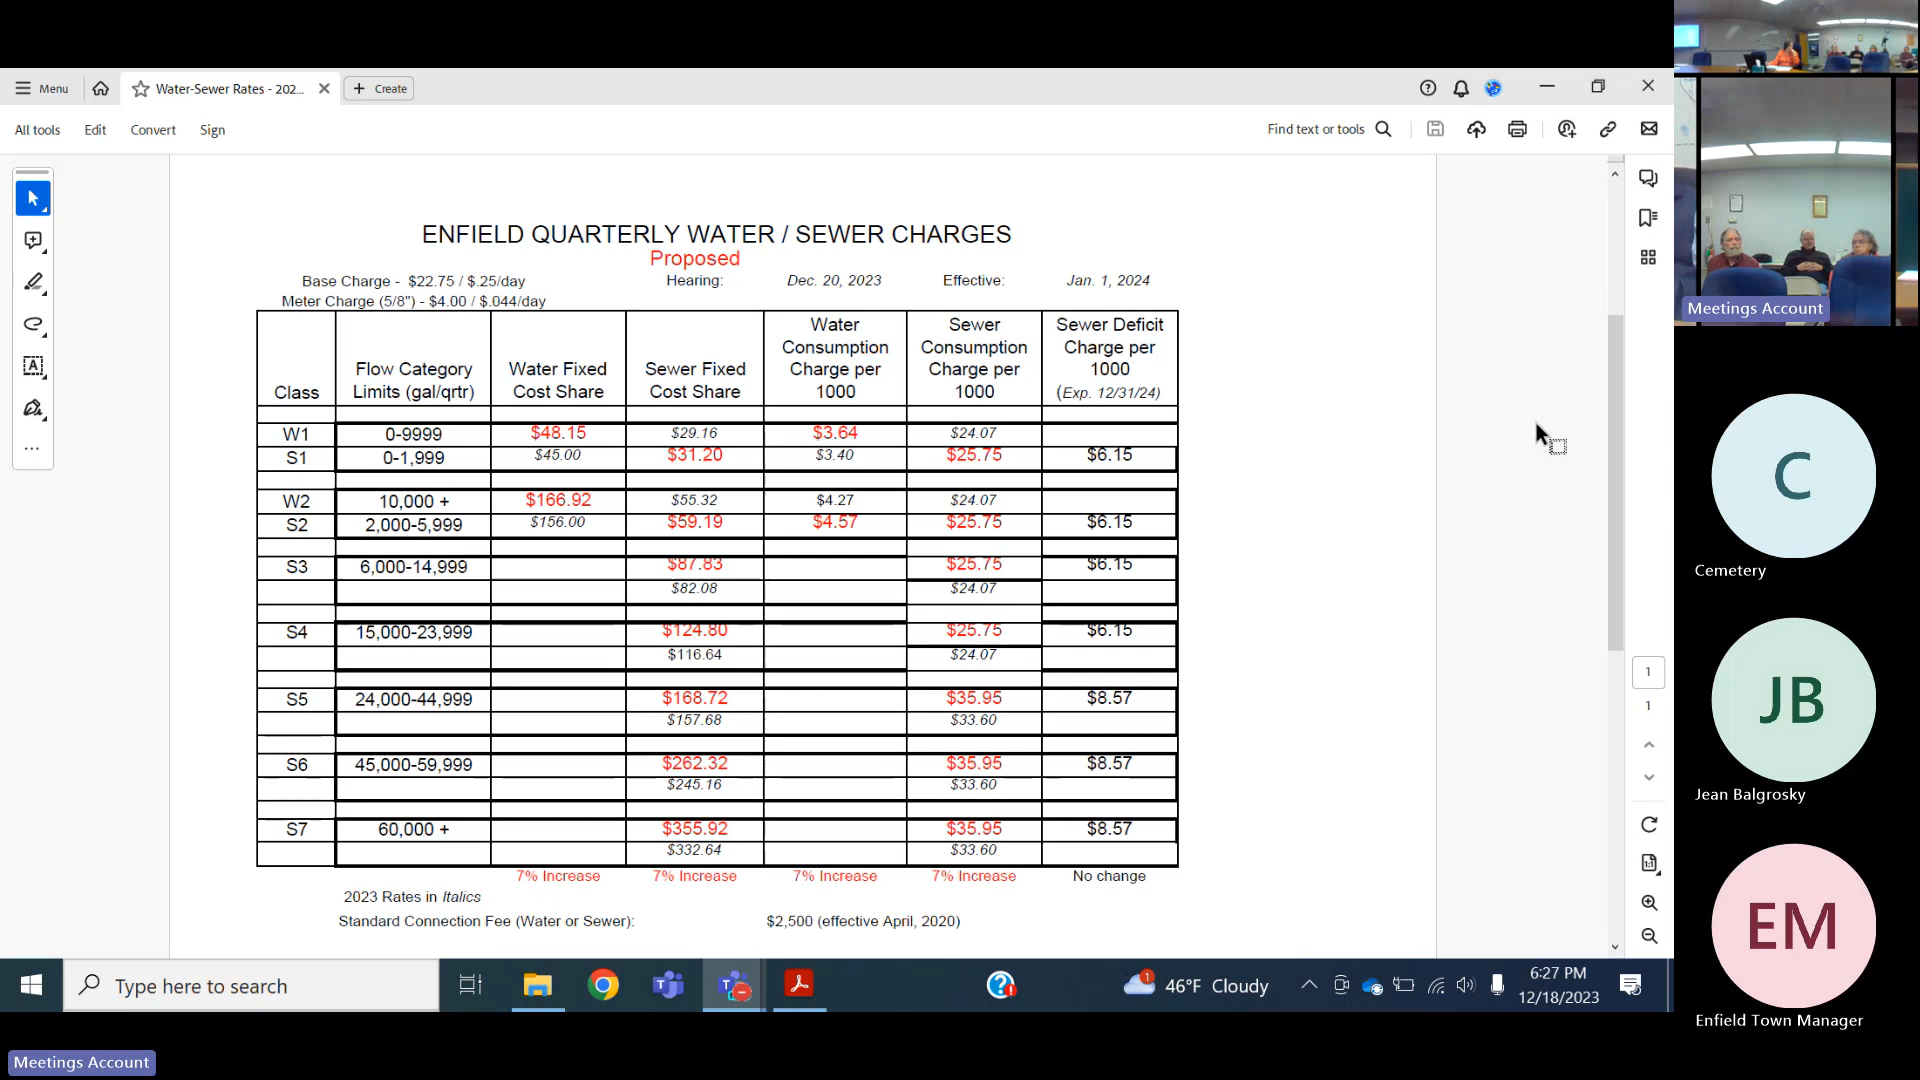 Menu
Water-Sewer Rates - 202...
Create
All tools
Edit
Convert
Sign
Find text or tools
ENFIELD QUARTERLY WATER / SEWER CHARGES
Proposed
Base Charge - $22.75 / $.25/day
Hearing: Dec. 20, 2023 Effective: Jan. 1, 2024
Meter Charge (5/8") - $4.00 / $.044/day
Class
Flow Category Limits (gal/qrtr)
Water Fixed Cost Share
Sewer Fixed Cost Share
Water Consumption Charge per 1000
Sewer Consumption Charge per 1000
Sewer Deficit Charge per 1000 (Exp. 12/31/24)
W1 0-9999 $48.15 $29.16 $3.64 $24.07
S1 0-1,999 $45.00 $31.20 $3.40 $25.75 $6.15
W2 10,000 + $166.92 $55.32 $4.27 $24.07
S2 2,000-5,999 $156.00 $59.19 $4.57 $25.75 $6.15
S3 6,000-14,999 $87.83 $25.75 $6.15
$82.08 $24.07
S4 15,000-23,999 $124.80 $25.75 $6.15
$116.64 $24.07
S5 24,000-44,999 $168.72 $35.95 $8.57
$157.68 $33.60
S6 45,000-59,999 $262.32 $35.95 $8.57
$245.16 $33.60
S7 60,000 + $355.92 $35.95 $8.57
$332.64 $33.60
7% Increase 7% Increase 7% Increase 7% Increase No change
2023 Rates in Italics
Standard Connection Fee (Water or Sewer): $2,500 (effective April, 2020)
1
1
Type here to search
1
46°F Cloudy
6:27 PM
12/18/2023
Meetings Account
Meetings Account
C
Cemetery
JB
Jean Balgrosky
EM
Enfield Town Manager